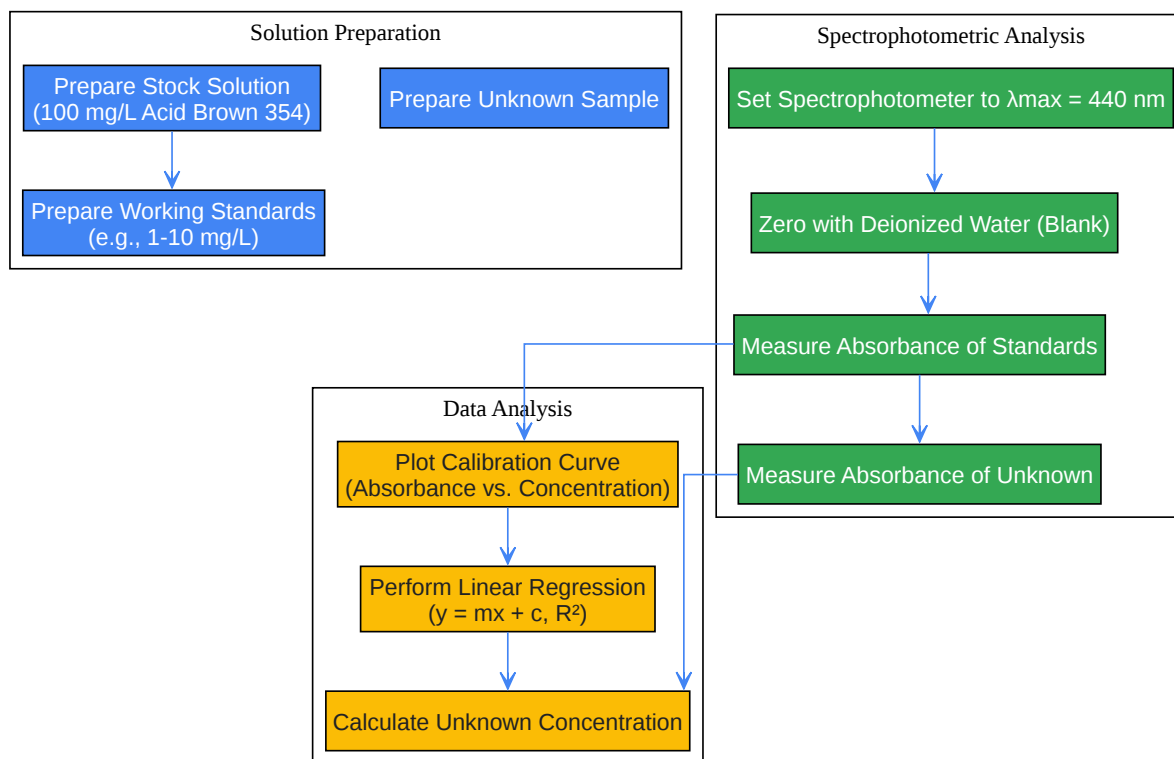 Solution Preparation
Prepare Stock Solution
(100 mg/L Acid Brown 354)
Prepare Unknown Sample
Prepare Working Standards
(e.g., 1-10 mg/L)
Spectrophotometric Analysis
Set Spectrophotometer to λmax = 440 nm
Zero with Deionized Water (Blank)
Measure Absorbance of Standards
Measure Absorbance of Unknown
Data Analysis
Plot Calibration Curve
(Absorbance vs. Concentration)
Perform Linear Regression
(y = mx + c, R²)
Calculate Unknown Concentration